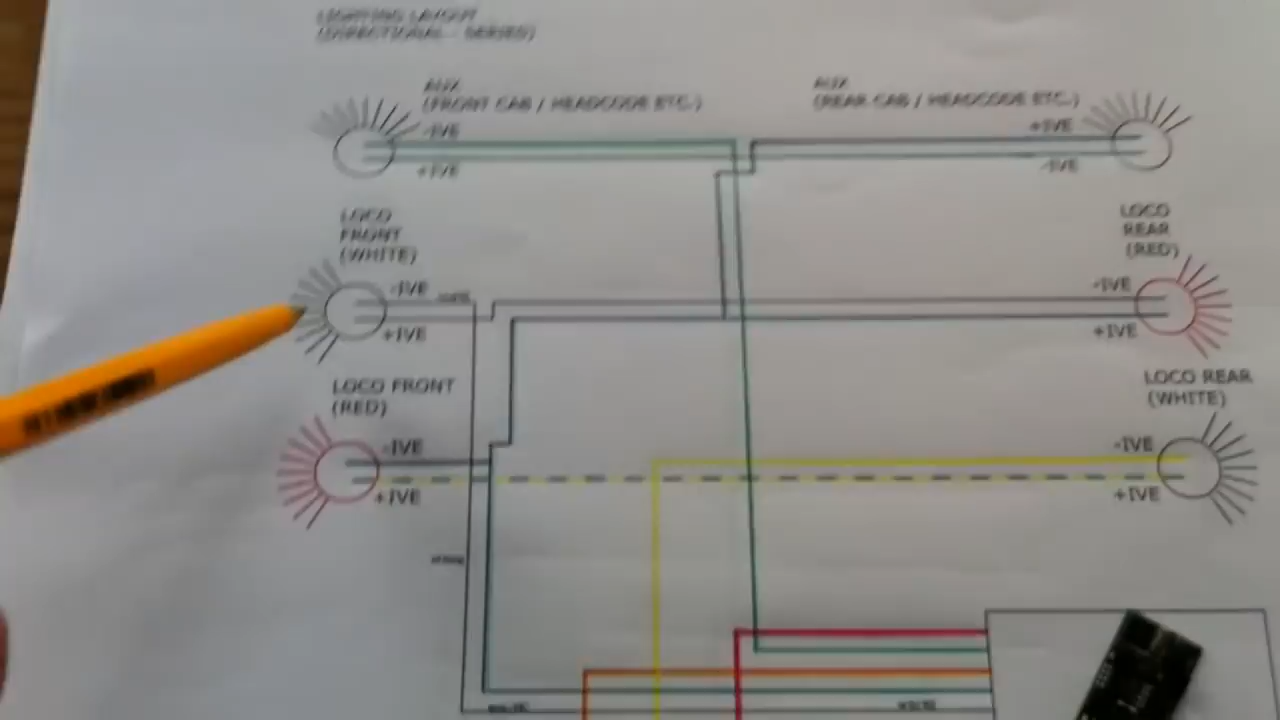 LIGHTING LAYOUT
(DIRECTIONAL - SERIES)
AUX
(FRONT CAB / HEADCODE ETC.)
AUX
(REAR CAB / HEADCODE ETC.)
-IVE
+IVE
+IVE
-IVE
LOCO
FRONT
(WHITE)
LOCO
REAR
(RED)
-IVE
+IVE
-IVE
+IVE
LOCO FRONT
(RED)
LOCO REAR
(WHITE)
-IVE
+IVE
-IVE
+IVE